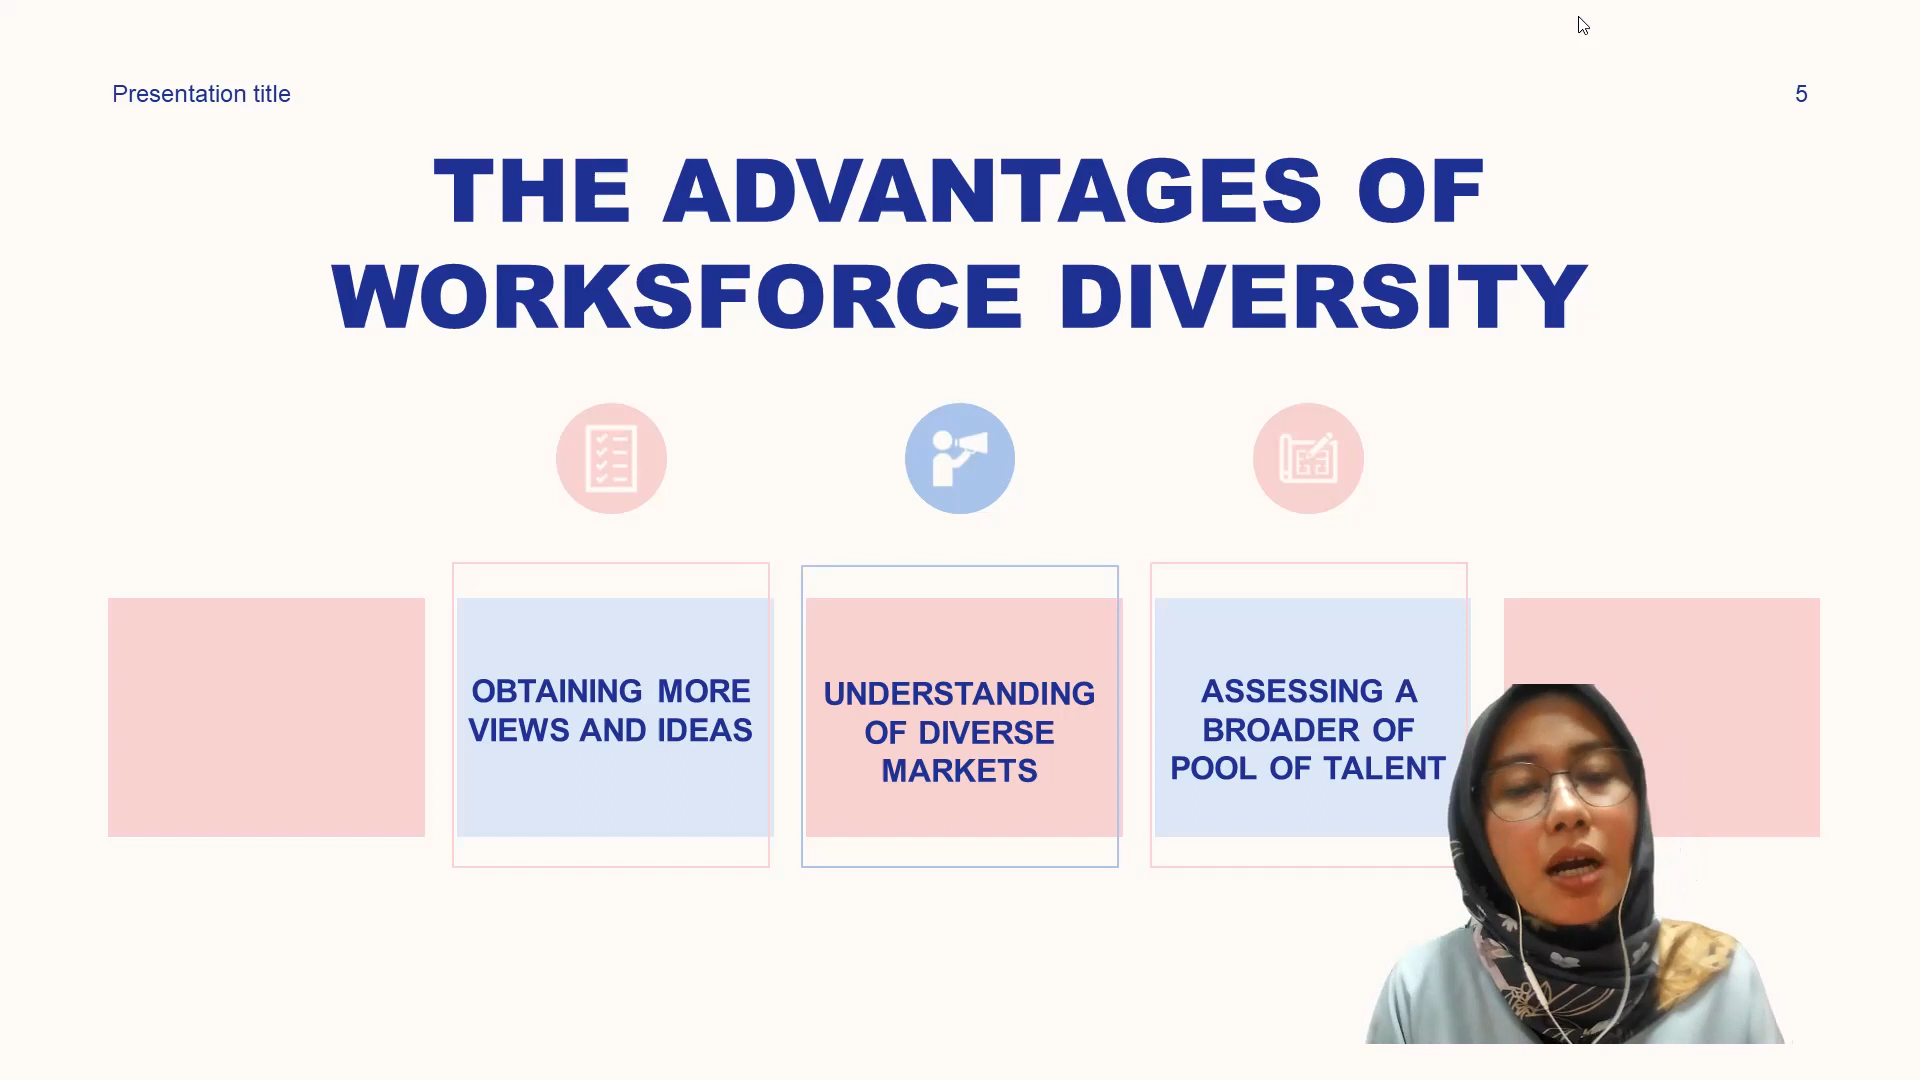 Presentation title
5
THE ADVANTAGES OF
WORKSFORCE DIVERSITY
OBTAINING MORE
VIEWS AND IDEAS
UNDERSTANDING
OF DIVERSE
MARKETS
ASSESSING A
BROADER OF
POOL OF TALENT